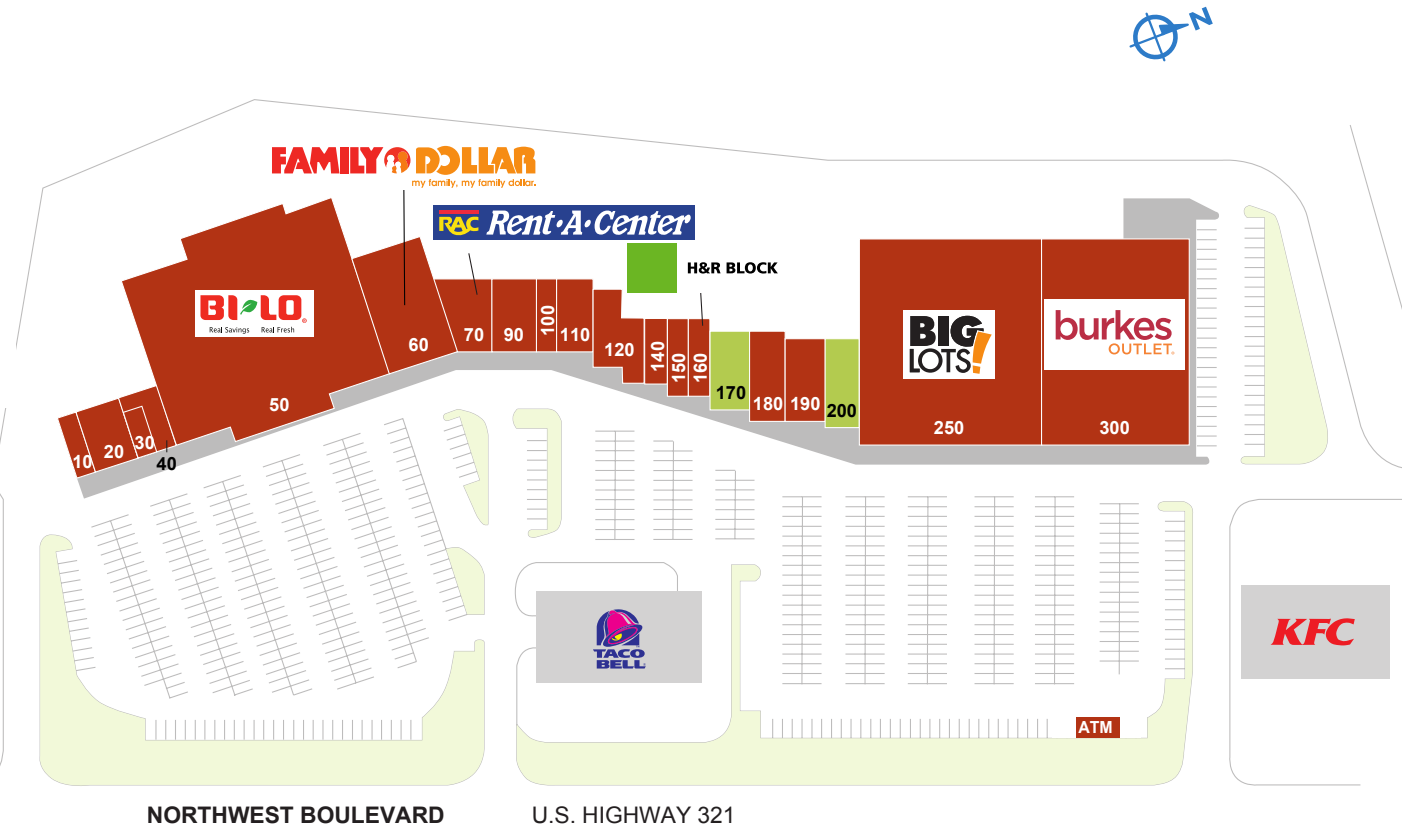 N
FAMILY DOLLAR
my family, my family dollar.
RAC Rent·A·Center
H&R BLOCK
BI-LO®
Real Savings Real Fresh
BIG
LOTS!
burkes
OUTLET.
10
20
30
40
50
60
70
90
100
110
120
140
150
160
170
180
190
200
250
300
TACO
BELL
KFC
ATM
NORTHWEST BOULEVARD
U.S. HIGHWAY 321